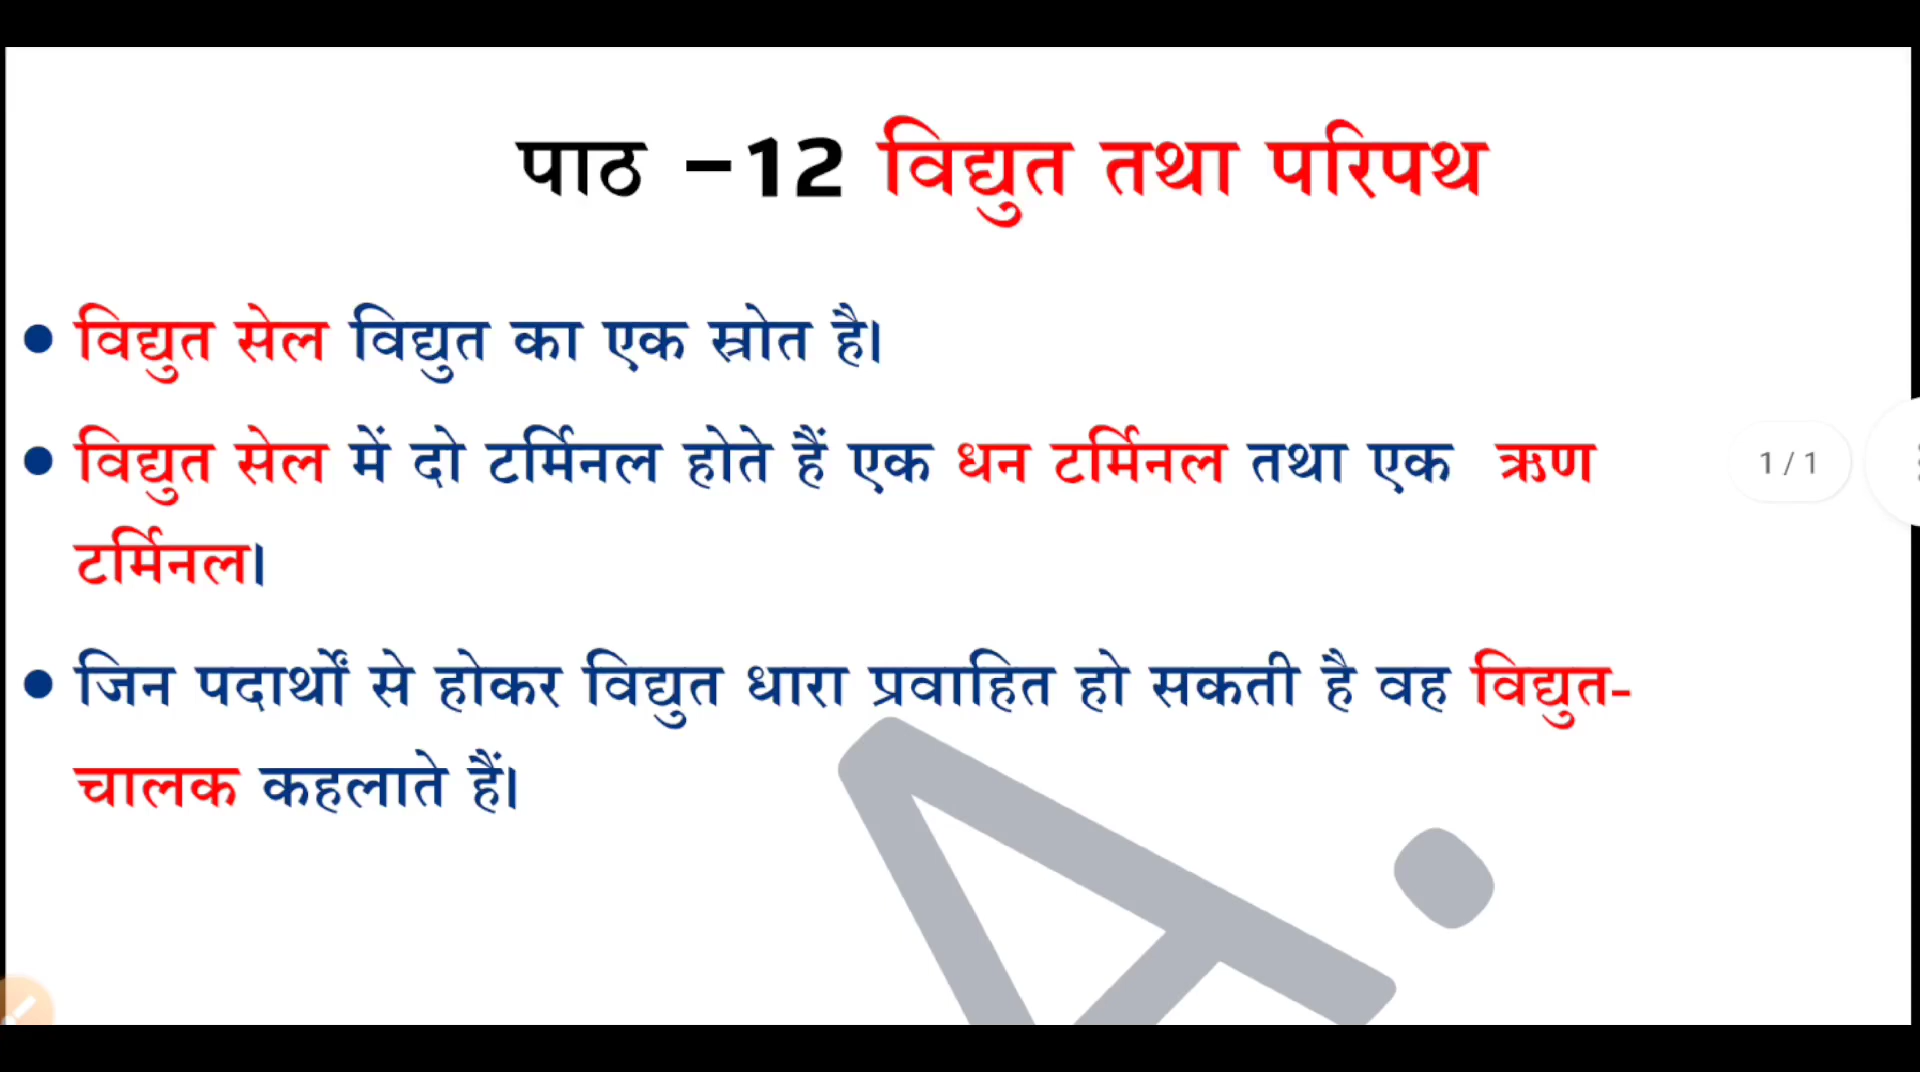 पाठ –12 विद्युत तथा परिपथ
• विद्युत सेल विद्युत का एक स्रोत है।
• विद्युत सेल में दो टर्मिनल होते हैं एक धन टर्मिनल तथा एक ऋण
टर्मिनल।
1 / 1
• जिन पदार्थों से होकर विद्युत धारा प्रवाहित हो सकती है वह विद्युत-
चालक कहलाते हैं।
A.